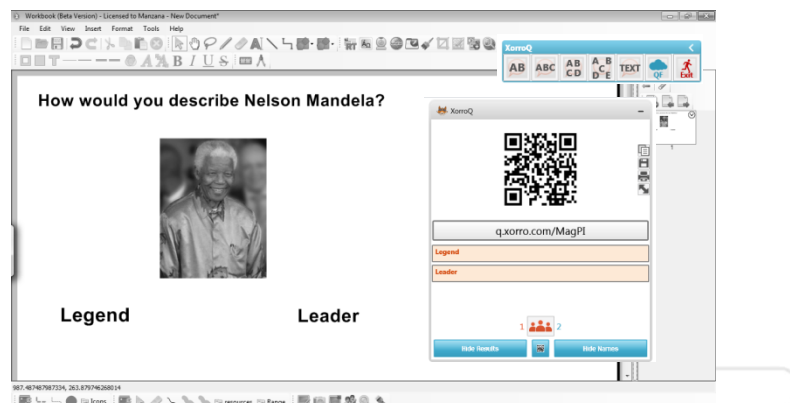 Workbook (Beta Version) - Licensed to Manzana - New Document*
File Edit View Insert Format Tools Help
XorroQ
AB ABC AB CD A B C D E TEXT QF Exit
B I U S
How would you describe Nelson Mandela?
XorroQ
1
q.xorro.com/MagPI
Legend
Leader
Legend Leader
1 2
Hide Results Hide Names
987.487487987334, 263.879746268014
Icons resources Range